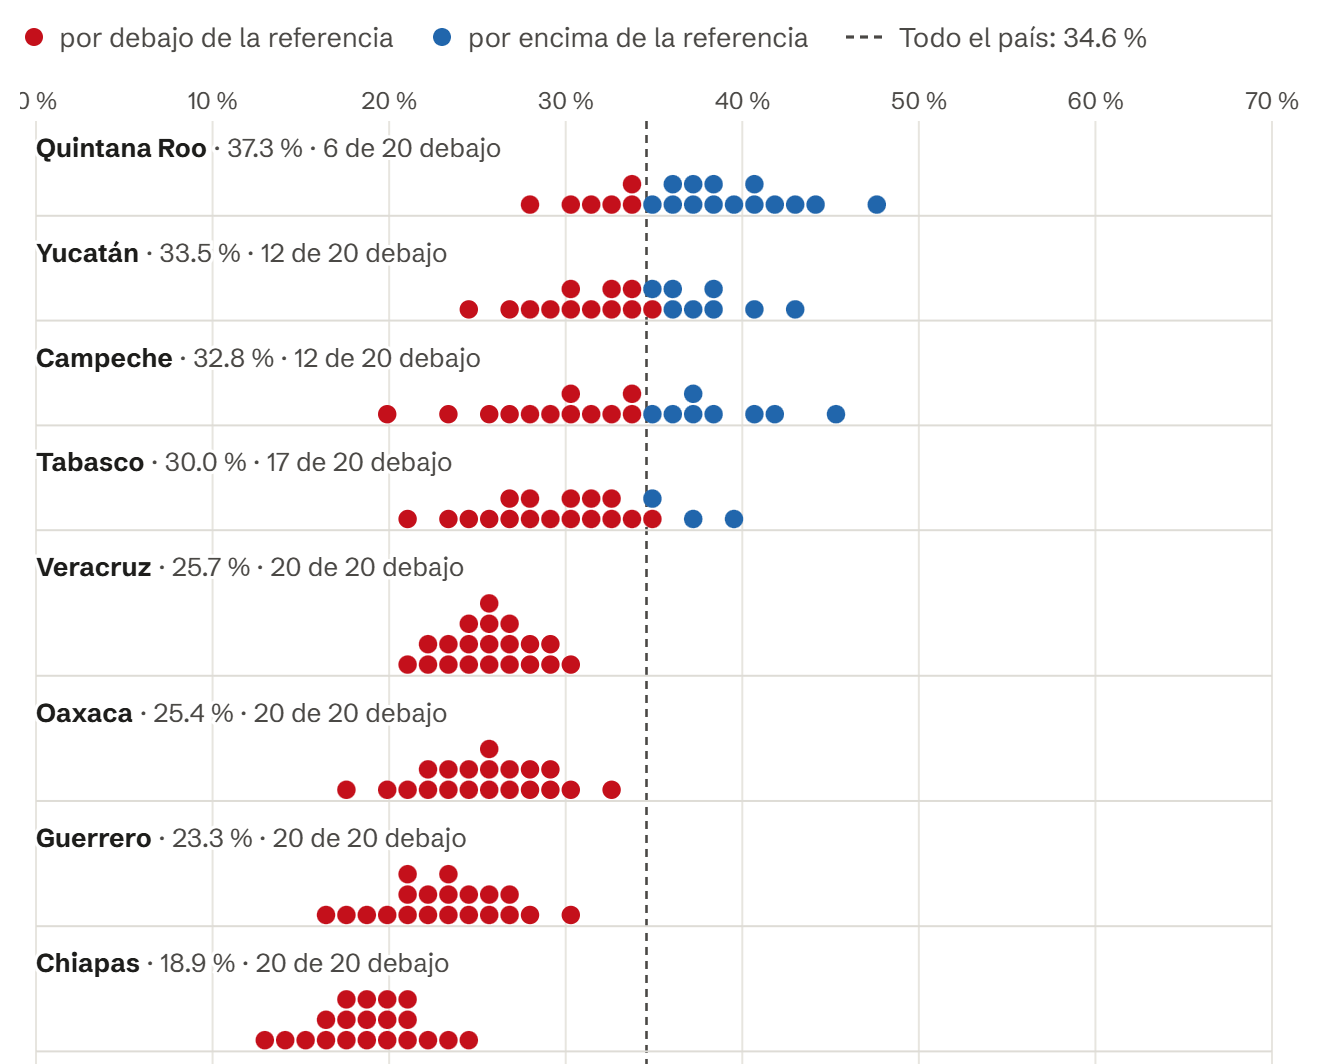 por debajo de la referencia por encima de la referencia Todo el país: 34.6 %
0 % 10 % 20 % 30 % 40 % 50 % 60 % 70 %
Quintana Roo · 37.3 % · 6 de 20 debajo
Yucatán · 33.5 % · 12 de 20 debajo
Campeche · 32.8 % · 12 de 20 debajo
Tabasco · 30.0 % · 17 de 20 debajo
Veracruz · 25.7 % · 20 de 20 debajo
Oaxaca · 25.4 % · 20 de 20 debajo
Guerrero · 23.3 % · 20 de 20 debajo
Chiapas · 18.9 % · 20 de 20 debajo